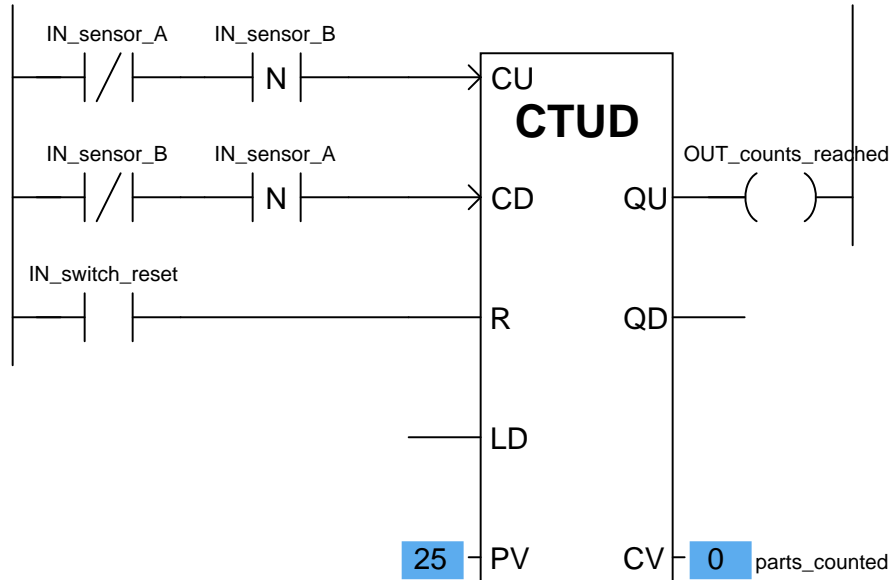 IN_sensor_A IN_sensor_B
N CU
CTUD
IN_sensor_B IN_sensor_A OUT_counts_reached
N CD QU
IN_switch_reset
R QD
LD
25 PV CV 0 parts_counted